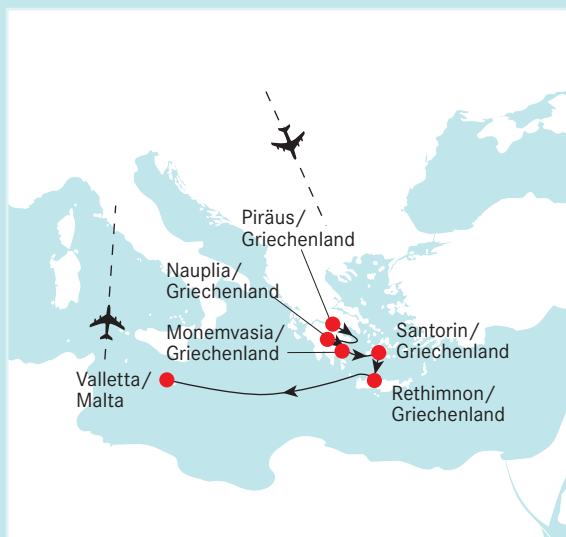 Piräus/
Griechenland
Nauplia/
Griechenland
Monemvasia/
Griechenland
Santorin/
Griechenland
Valletta/
Malta
Rethimnon/
Griechenland